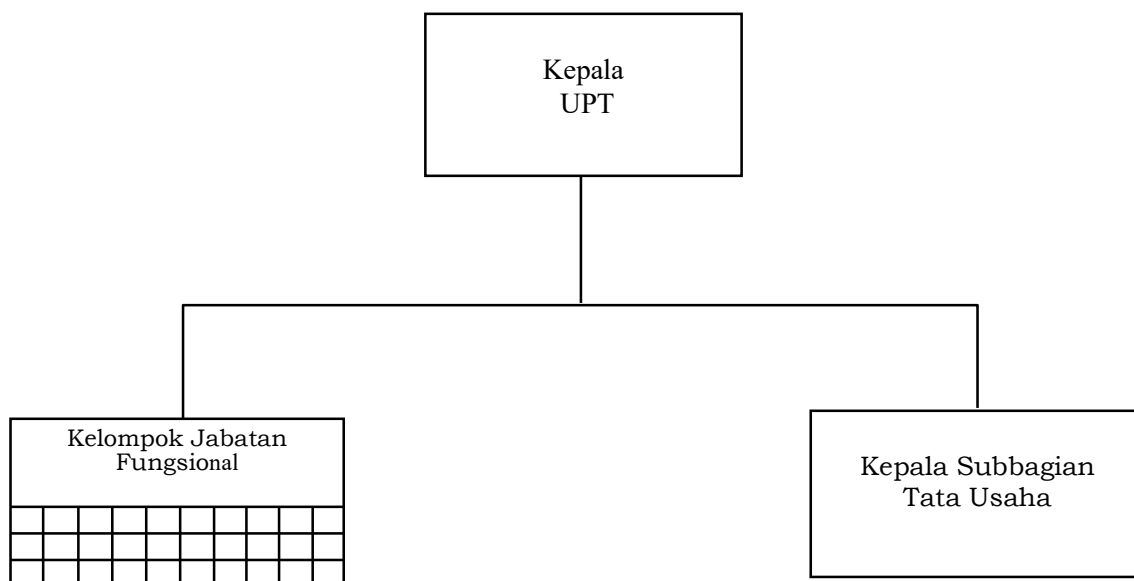 Kepala
UPT
Kelompok Jabatan
Fungsional
Kepala Subbagian
Tata Usaha